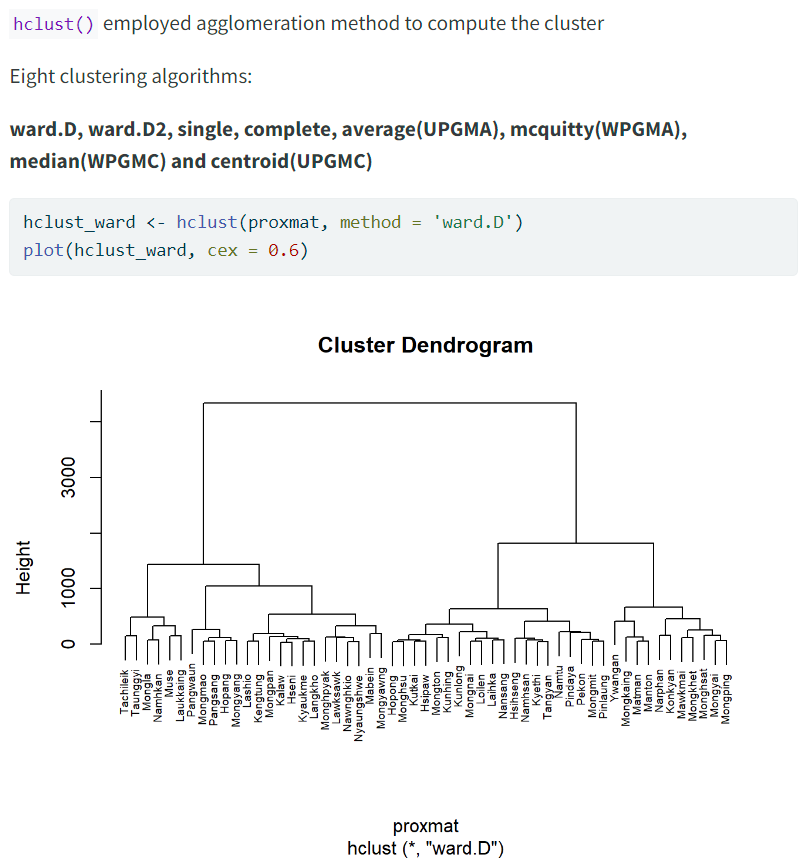 hclust() employed agglomeration method to compute the cluster
Eight clustering algorithms:
ward.D, ward.D2, single, complete, average(UPGMA), mcquitty(WPGMA),
median(WPGMC) and centroid(UPGMC)
hclust_ward <- hclust(proxmat, method = 'ward.D')
plot(hclust_ward, cex = 0.6)
Cluster Dendrogram
Height
3000
1000
0
Tachileik
Taunggyi
Mongla
Namhkan
Muse
Laukkaing
Pangwaun
Mongmao
Pangsang
Hopang
Mongyang
Lashio
Kengtung
Mongpan
Kalaw
Hseni
Kyaukme
Langkho
Monghpyak
Lawksawk
Nawnghkio
Nyaungshwe
Mabein
Mongyawng
Hopong
Monghsu
Kutkai
Hsipaw
Mongton
Kunhing
Kunlong
Mongnai
Loilen
Laihka
Nansang
Hsihseng
Namhsan
Kyethi
Tangyan
Namtu
Pindaya
Pekon
Mongmit
Pinlaung
Ywangan
Mongkaing
Matman
Manton
Narphan
Konkyan
Mawkmai
Mongkhet
Monghsat
Mongyai
Mongping
proxmat
hclust (*, "ward.D")